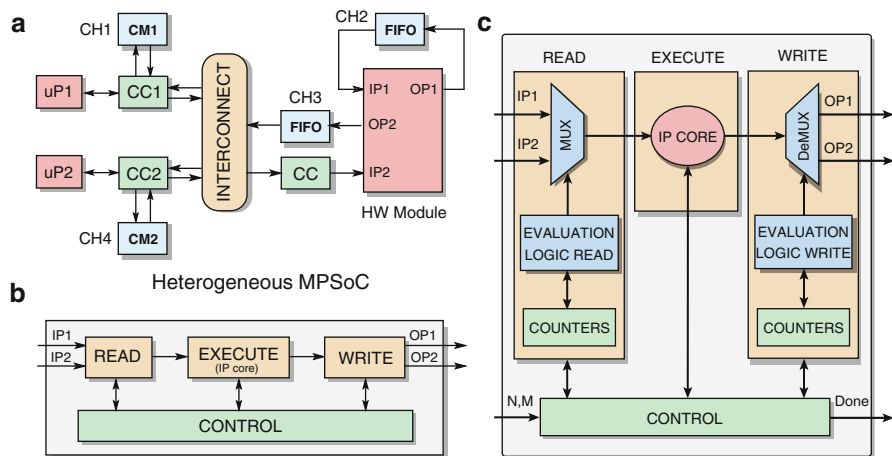 a
CH1
CM1
uP1
CC1
uP2
CC2
CH4
CM2
INTERCONNECT
CH3
FIFO
CC
CH2
FIFO
IP1
OP1
OP2
IP2
HW Module
Heterogeneous MPSoC
b
IP1
IP2
READ
EXECUTE
(IP core)
WRITE
OP1
OP2
CONTROL
c
READ
EXECUTE
WRITE
IP1
IP2
MUX
IP CORE
DeMUX
OP1
OP2
EVALUATION
LOGIC READ
EVALUATION
LOGIC WRITE
COUNTERS
COUNTERS
N,M
CONTROL
Done